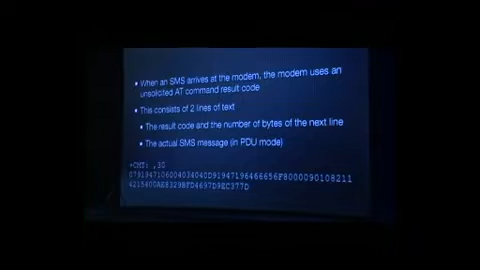 When an SMS arrives at the modem, the modem uses an
unsolicited AT command result code
This consists of 2 lines of text
The result code and the number of bytes of the next line
The actual SMS message (in PDU mode)
+CMT: ,30